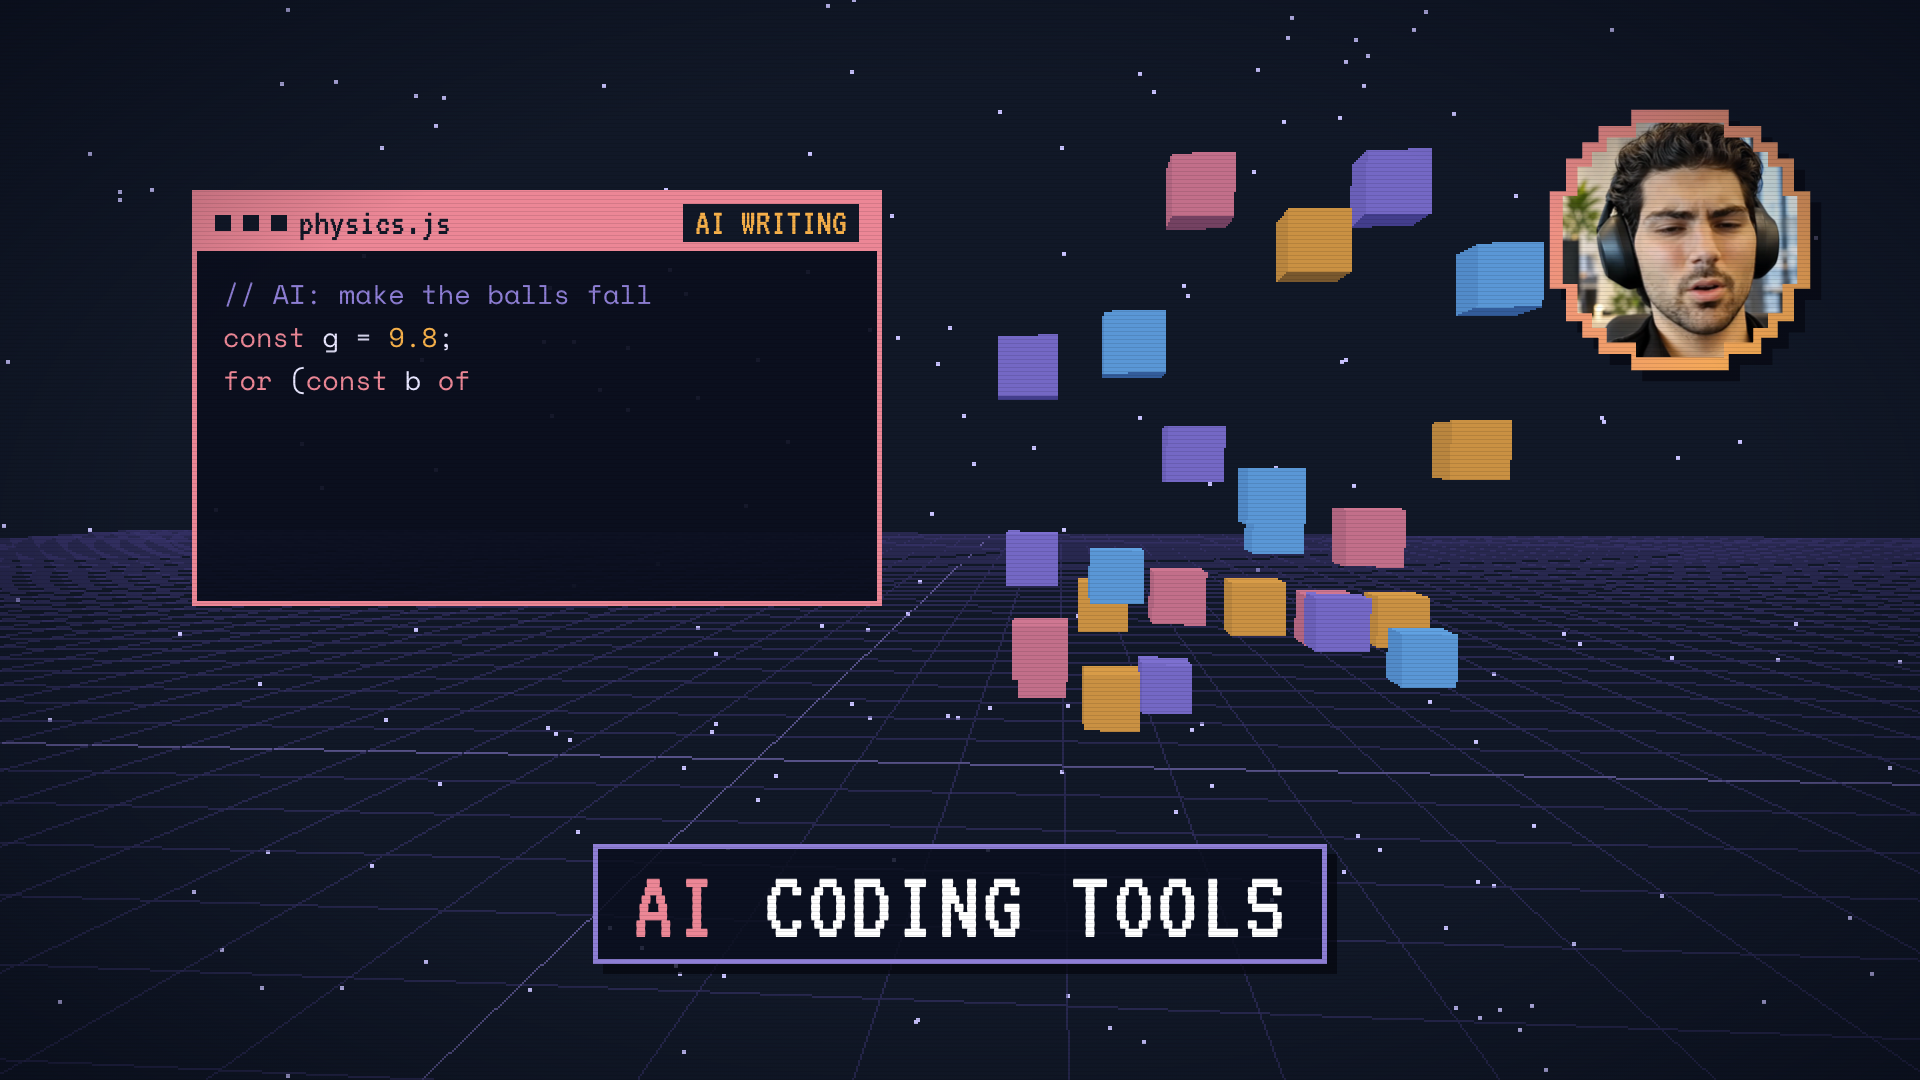 physics.js
AI WRITING
// AI: make the balls fall
const g = 9.8;
for (const b of
AI CODING TOOLS